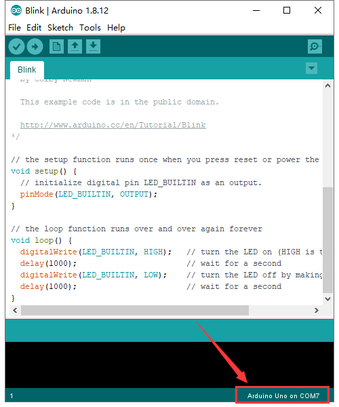 Blink | Arduino 1.8.12
File Edit Sketch Tools Help
Blink
This example code is in the public domain.
http://www.arduino.cc/en/Tutorial/Blink
*/
// the setup function runs once when you press reset or power the
void setup() {
// initialize digital pin LED_BUILTIN as an output.
pinMode(LED_BUILTIN, OUTPUT);
}
// the loop function runs over and over again forever
void loop() {
digitalWrite(LED_BUILTIN, HIGH); // turn the LED on (HIGH is t
delay(1000); // wait for a second
digitalWrite(LED_BUILTIN, LOW); // turn the LED off by making
delay(1000); // wait for a second
}
1
Arduino Uno on COM7